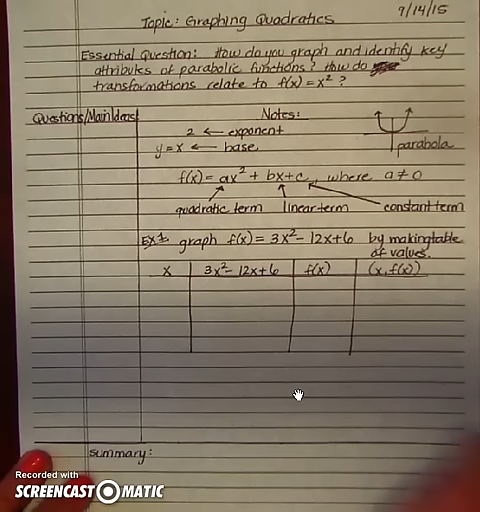 9/14/15
Topic: Graphing Quadratics
Essential Question: How do you graph and identify key
attributes of parabolic functions? How do
transformations relate to f(x) = x² ?
Questions/Main Ideas
Notes:
2 ← exponent
y = x ← base
parabola
f(x) = ax² + bx + c, where a ≠ 0
quadratic term linear term constant term
EX 1: graph f(x) = 3x² - 12x + 6 by making table
of values.
x 3x² - 12x + 6 f(x) (x, f(x))
Summary:
Recorded with
SCREENCAST O MATIC